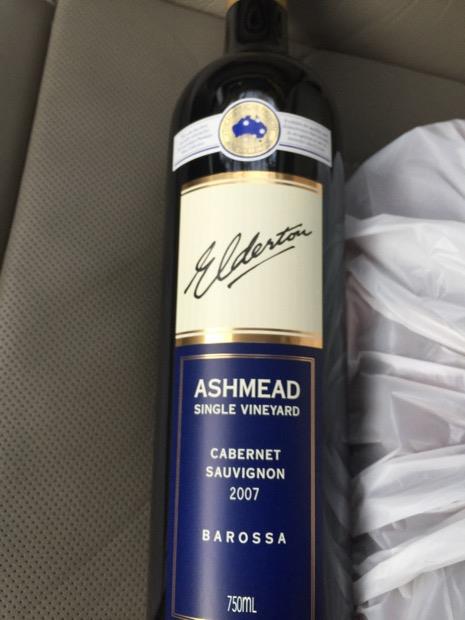 Elderton
ASHMEAD
SINGLE VINEYARD
CABERNET
SAUVIGNON
2007
BAROSSA
750ML